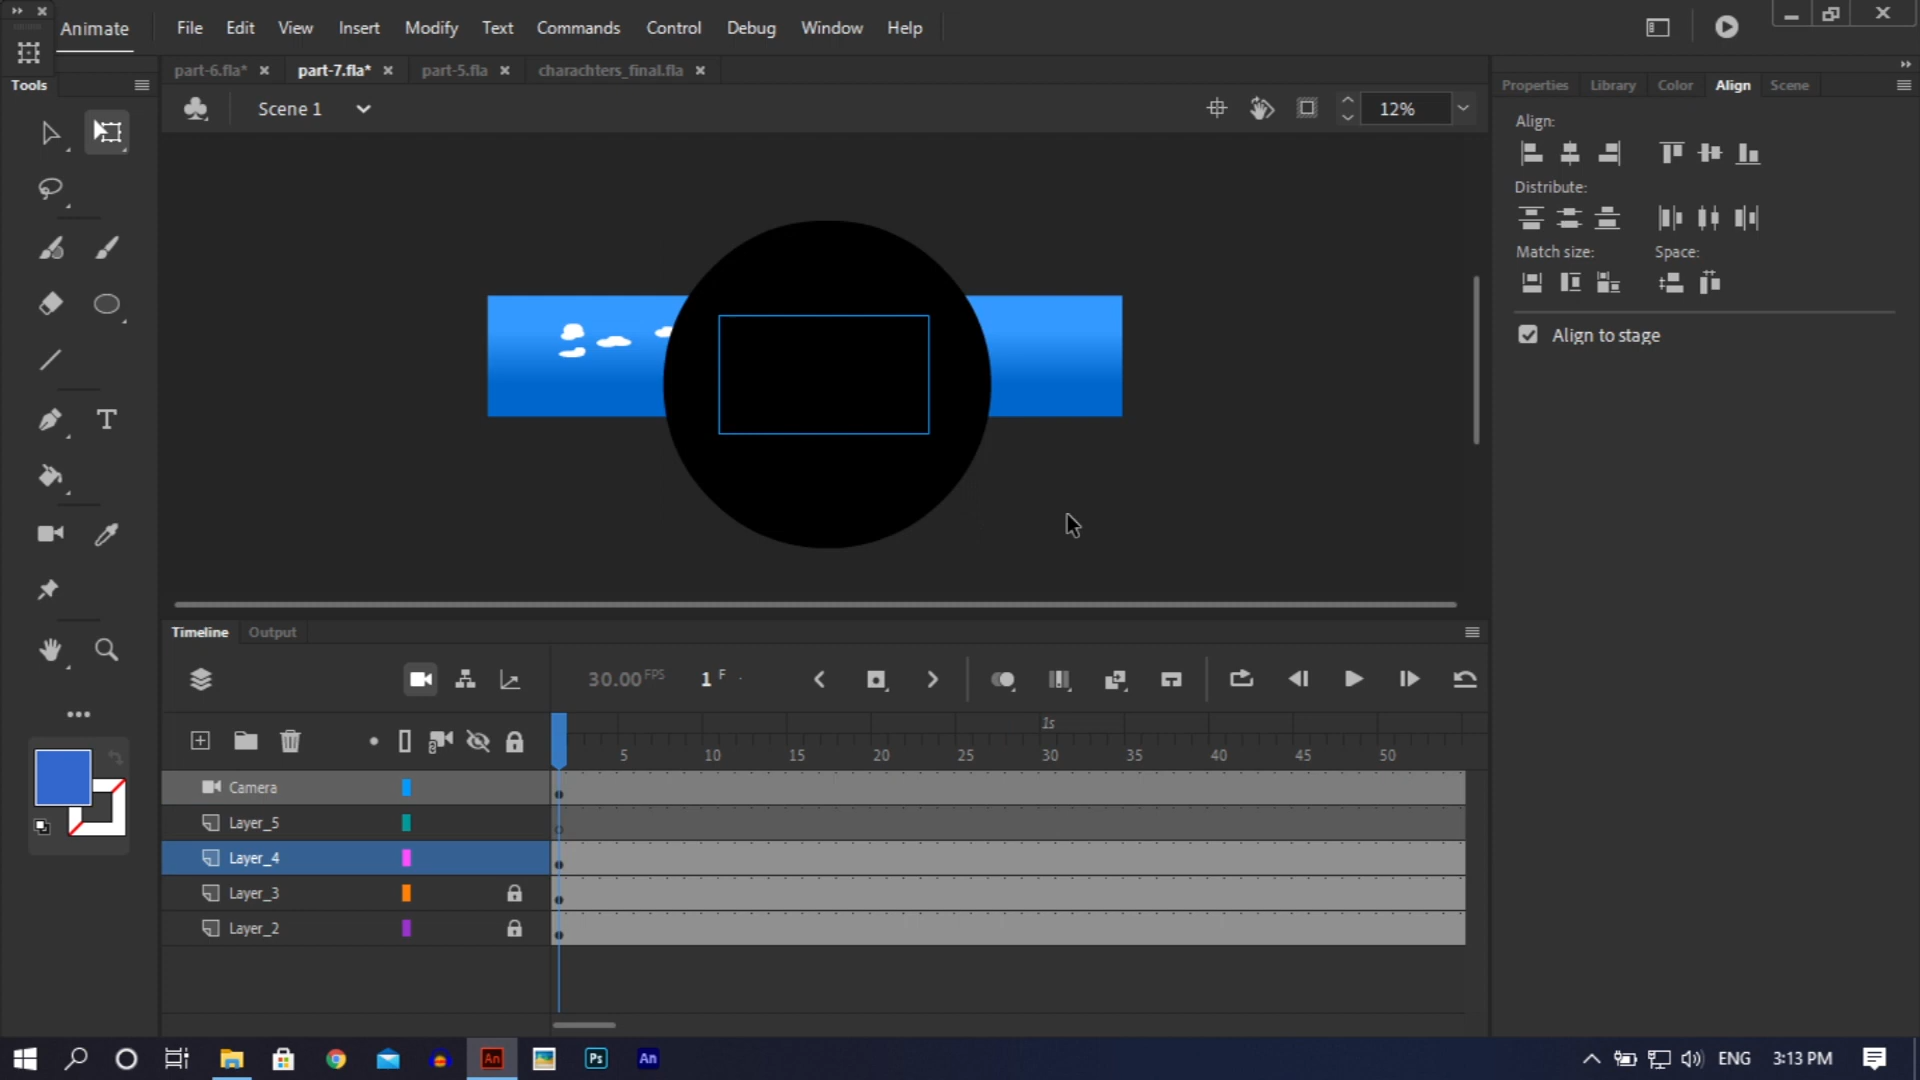 Animate
File Edit View Insert Modify Text Commands Control Debug Window Help
Tools
part-6.fla* part-7.fla* part-5.fla charachters_final.fla
Scene 1
12%
Properties Library Color Align Scene
Align:
Distribute:
Match size: Space:
Align to stage
Timeline Output
30.00 FPS 1 F
1s
5 10 15 20 25 30 35 40 45 50
Camera
Layer_5
Layer_4
Layer_3
Layer_2
An Ps An
ENG 3:13 PM